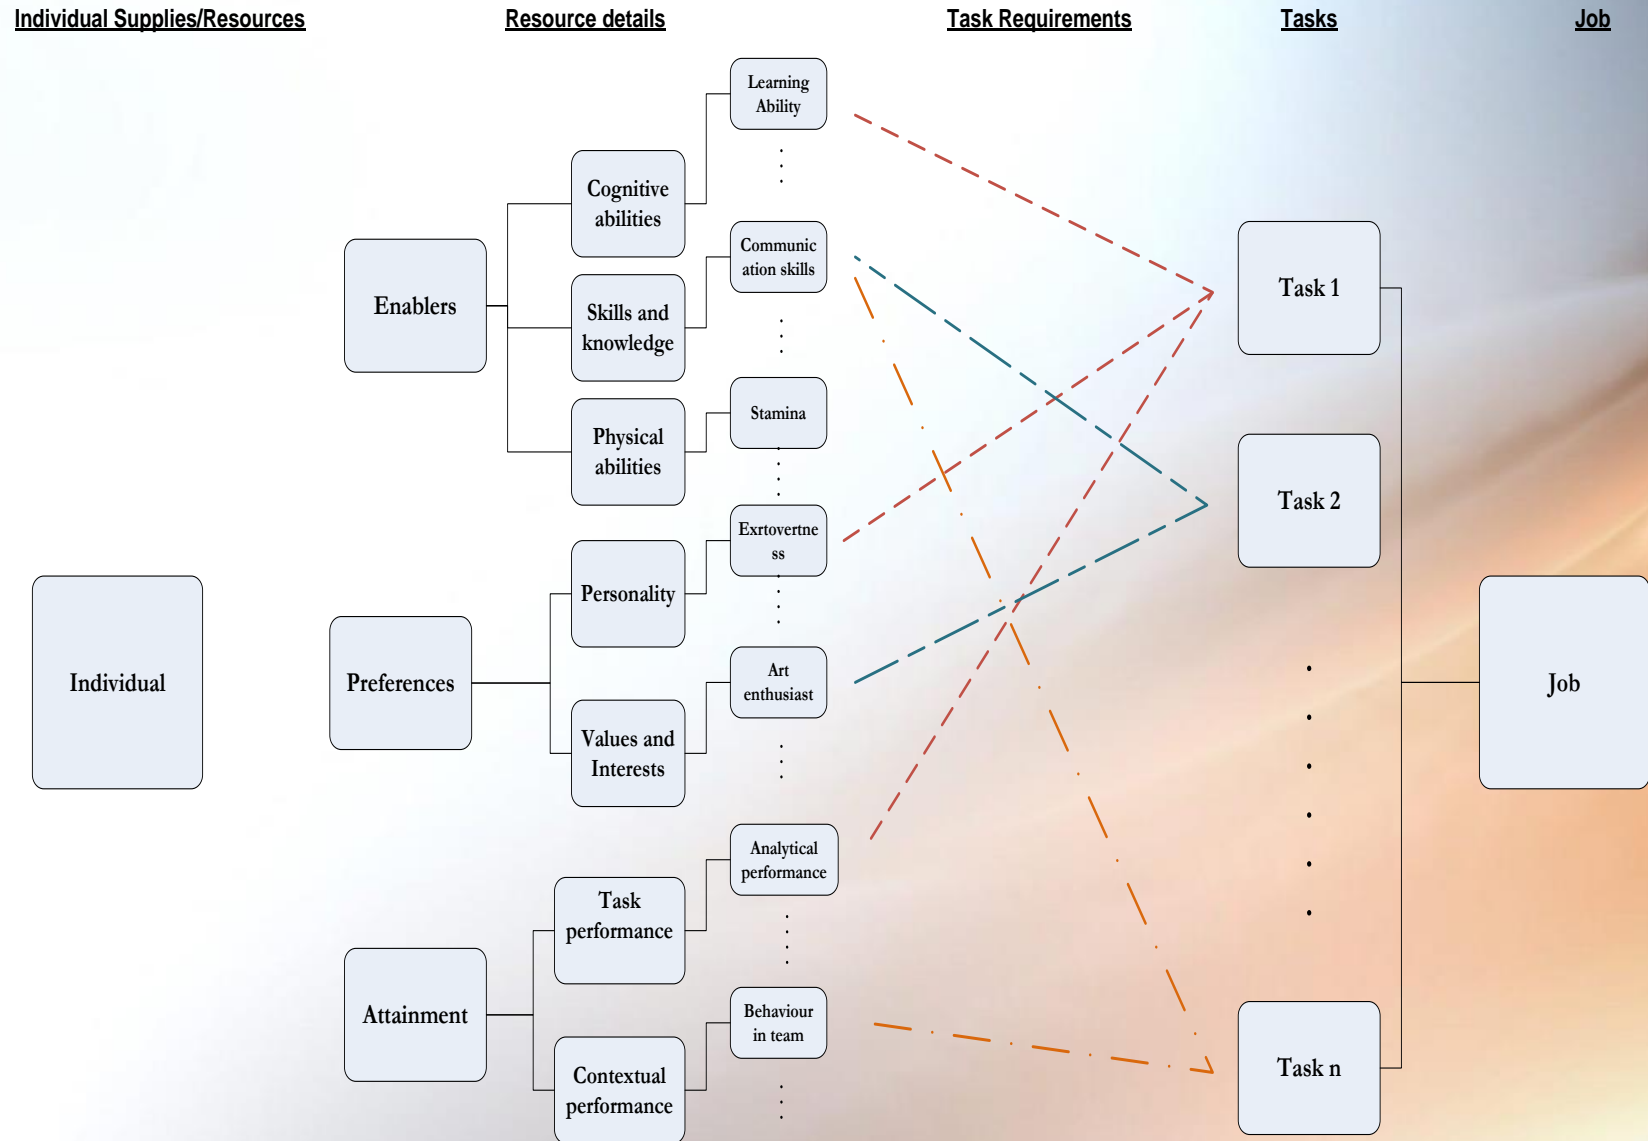 Individual Supplies/Resources
Resource details
Task Requirements
Tasks
Job
Learning
Ability
Cognitive
abilities
Communic
ation skills
Enablers
Skills and
knowledge
Task 1
Physical
abilities
Stamina
Task 2
Exrtovertne
ss
Personality
Individual
Preferences
Art
enthusiast
Values and
Interests
Job
Analytical
performance
Task
performance
Attainment
Behaviour
in team
Contextual
performance
Task n